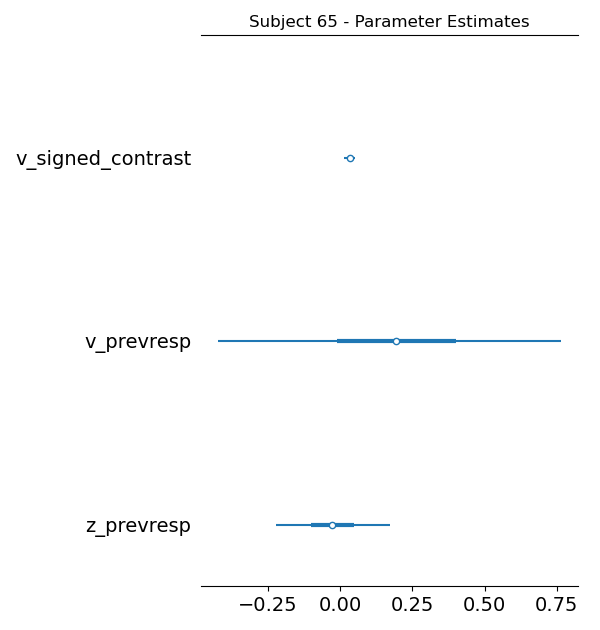 Subject 65 - Parameter Estimates
v_signed_contrast
v_prevresp
z_prevresp
−0.25 0.00 0.25 0.50 0.75